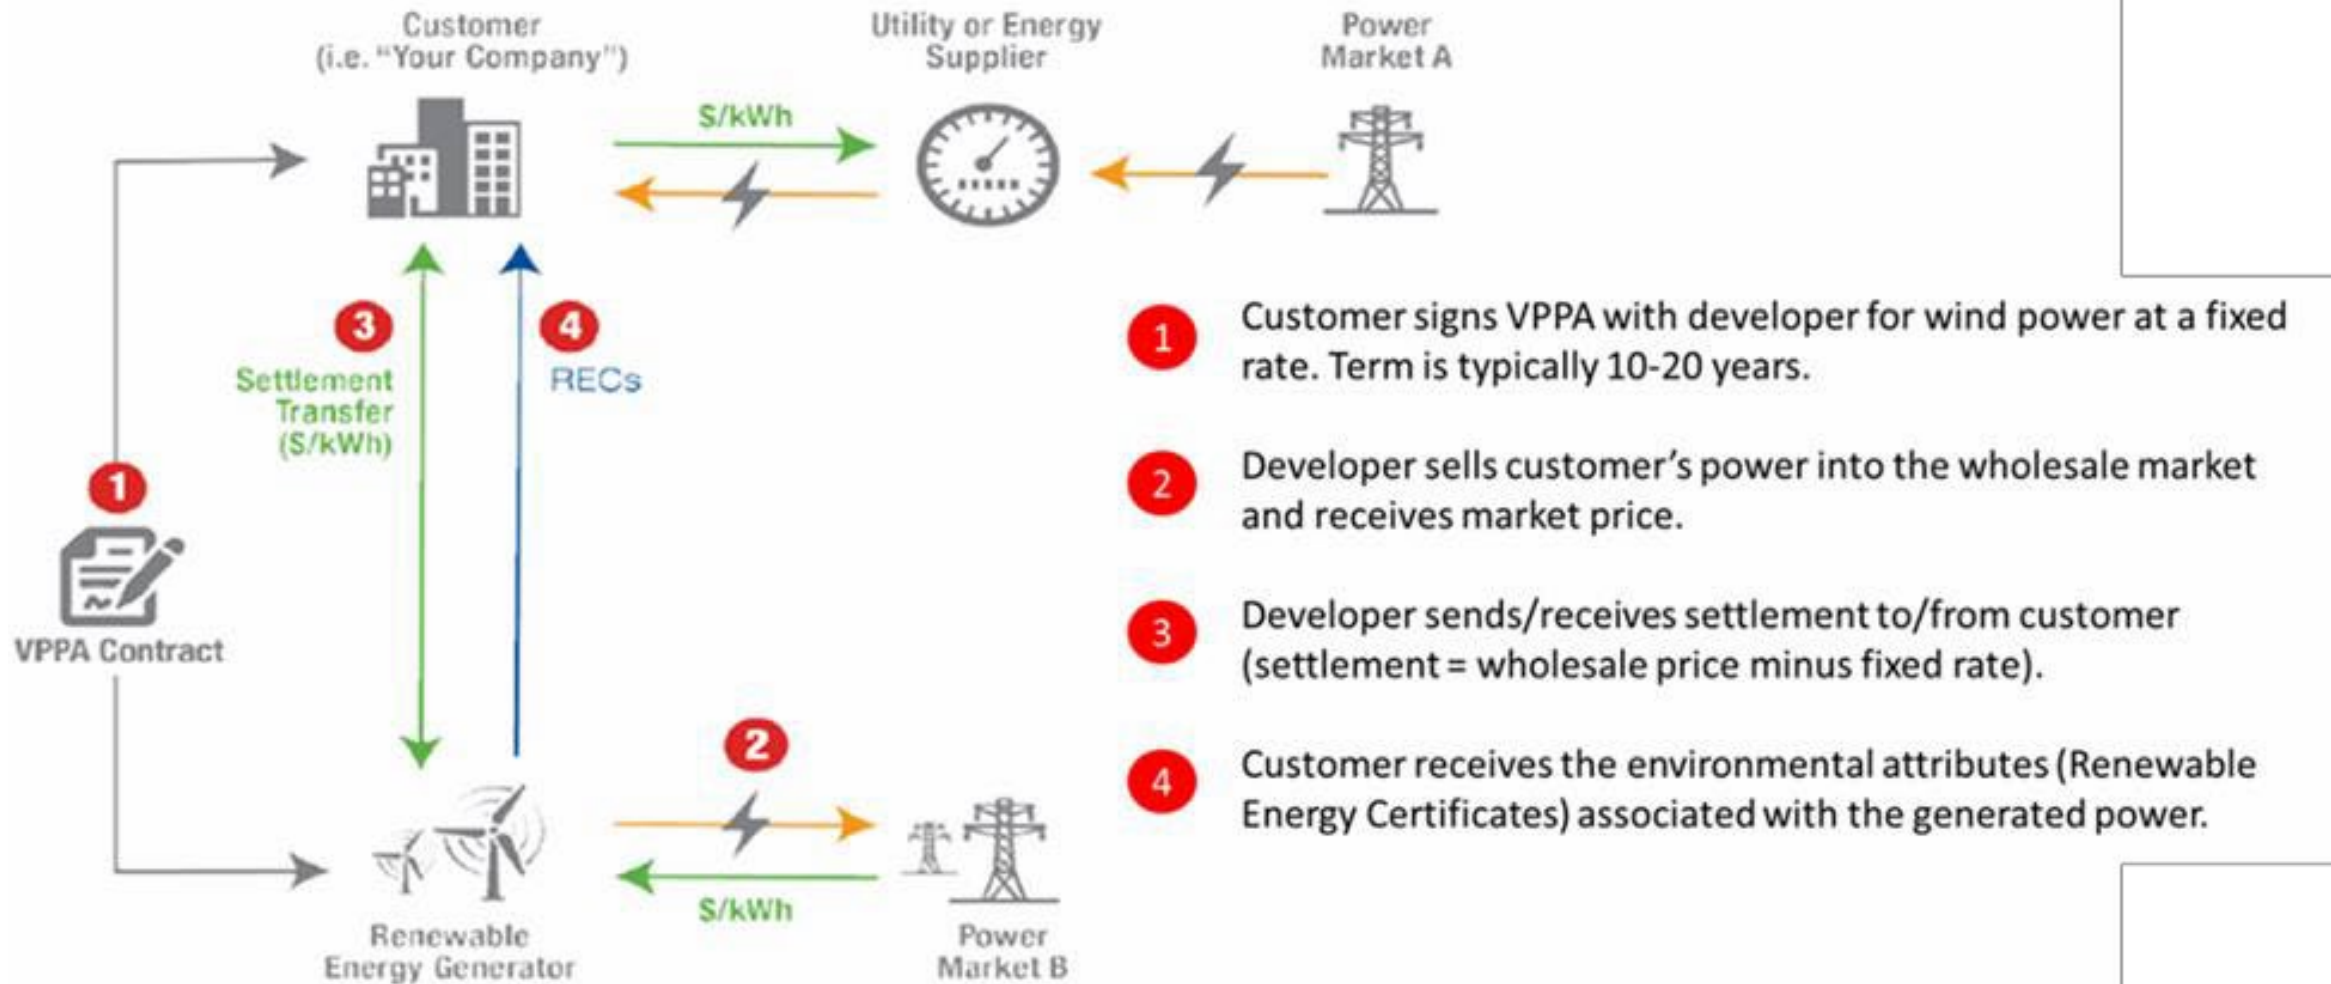 Customer
(i.e. “Your Company”)
Utility or Energy
Supplier
Power
Market A
$/kWh
3
Settlement
Transfer
($/kWh)
4
RECs
1
VPPA Contract
2
$/kWh
Renewable
Energy Generator
Power
Market B
1
Customer signs VPPA with developer for wind power at a fixed
rate. Term is typically 10-20 years.
2
Developer sells customer’s power into the wholesale market
and receives market price.
3
Developer sends/receives settlement to/from customer
(settlement = wholesale price minus fixed rate).
4
Customer receives the environmental attributes (Renewable
Energy Certificates) associated with the generated power.